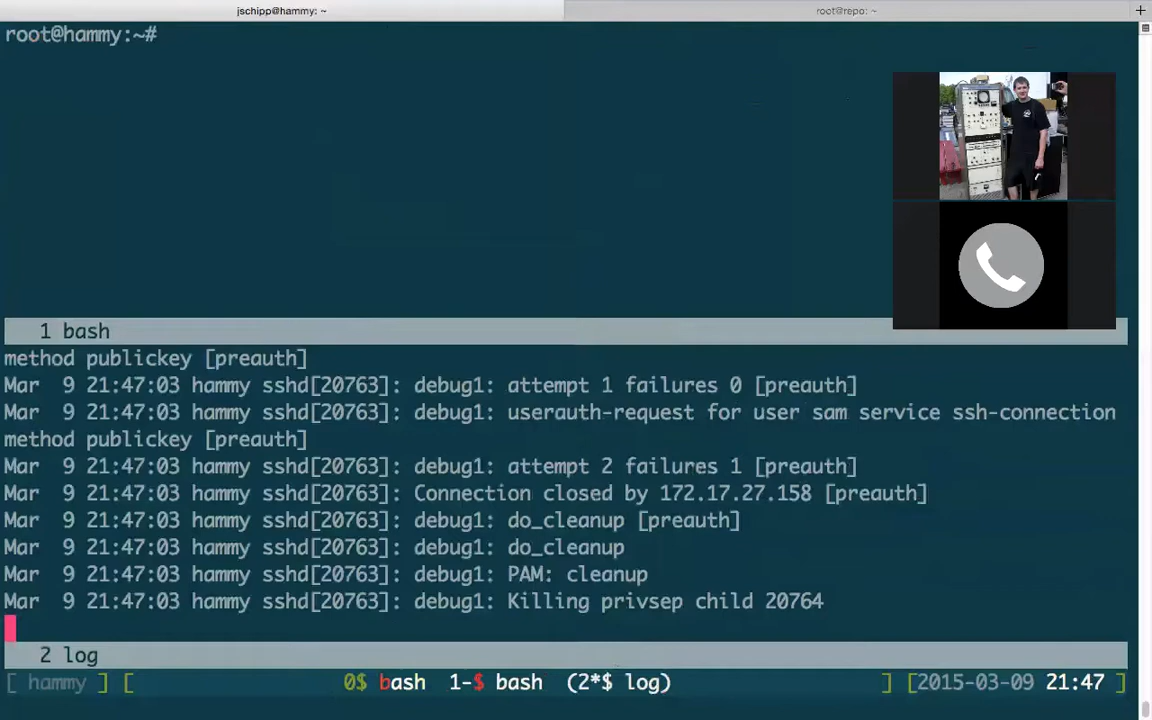 jschipp@hammy: ~
root@repo: ~
+
root@hammy:~#
1 bash
method publickey [preauth]
Mar  9 21:47:03 hammy sshd[20763]: debug1: attempt 1 failures 0 [preauth]
Mar  9 21:47:03 hammy sshd[20763]: debug1: userauth-request for user sam service ssh-connection
method publickey [preauth]
Mar  9 21:47:03 hammy sshd[20763]: debug1: attempt 2 failures 1 [preauth]
Mar  9 21:47:03 hammy sshd[20763]: debug1: Connection closed by 172.17.27.158 [preauth]
Mar  9 21:47:03 hammy sshd[20763]: debug1: do_cleanup [preauth]
Mar  9 21:47:03 hammy sshd[20763]: debug1: do_cleanup
Mar  9 21:47:03 hammy sshd[20763]: debug1: PAM: cleanup
Mar  9 21:47:03 hammy sshd[20763]: debug1: Killing privsep child 20764
2 log
[ hammy ] [ 0$ bash  1-$ bash  (2*$ log) ] [2015-03-09 21:47 ]